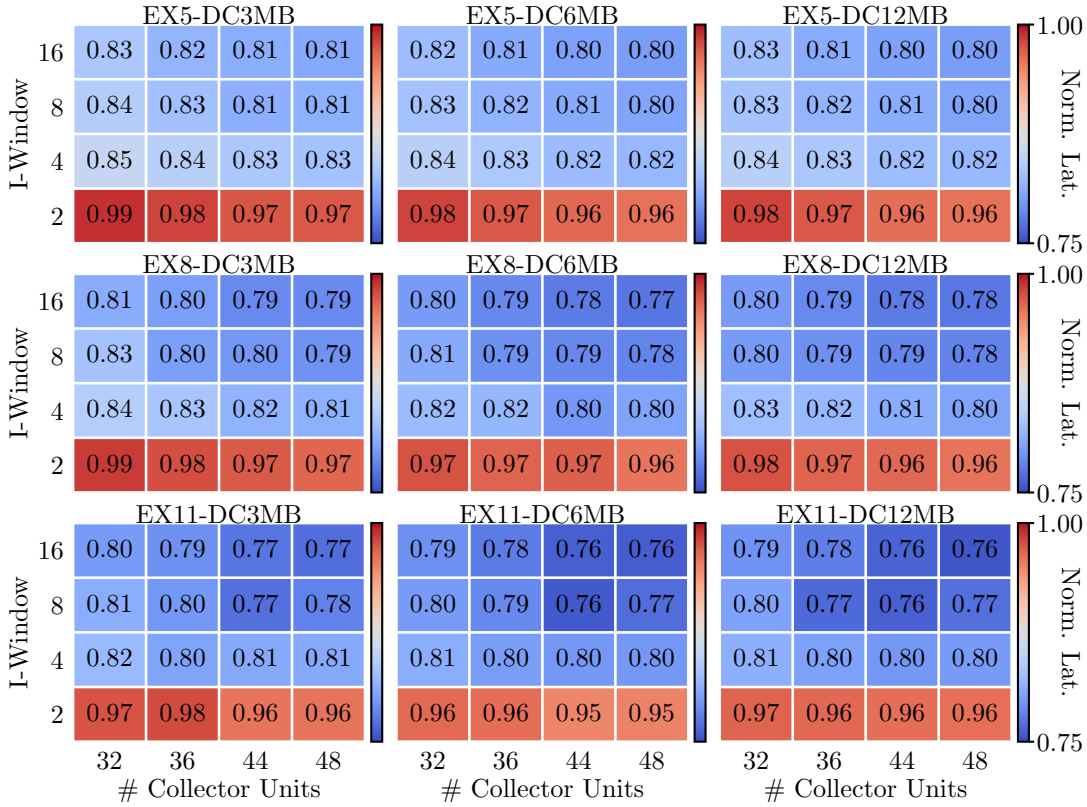 EX5-DC3MB EX5-DC6MB EX5-DC12MB
16 0.83 0.82 0.81 0.81 0.82 0.81 0.80 0.80 0.83 0.81 0.80 0.80 1.00
8 0.84 0.83 0.81 0.81 0.83 0.82 0.81 0.80 0.83 0.82 0.81 0.80
4 0.85 0.84 0.83 0.83 0.84 0.83 0.82 0.82 0.84 0.83 0.82 0.82
2 0.99 0.98 0.97 0.97 0.98 0.97 0.96 0.96 0.98 0.97 0.96 0.96 0.75
I-Window
Norm. Lat.
EX8-DC3MB EX8-DC6MB EX8-DC12MB
16 0.81 0.80 0.79 0.79 0.80 0.79 0.78 0.77 0.80 0.79 0.78 0.78 1.00
8 0.83 0.80 0.80 0.79 0.81 0.79 0.79 0.78 0.80 0.79 0.79 0.78
4 0.84 0.83 0.82 0.81 0.82 0.82 0.80 0.80 0.83 0.82 0.81 0.80
2 0.99 0.98 0.97 0.97 0.97 0.97 0.97 0.96 0.98 0.97 0.96 0.96 0.75
I-Window
Norm. Lat.
EX11-DC3MB EX11-DC6MB EX11-DC12MB
16 0.80 0.79 0.77 0.77 0.79 0.78 0.76 0.76 0.79 0.78 0.76 0.76 1.00
8 0.81 0.80 0.77 0.78 0.80 0.79 0.76 0.77 0.80 0.77 0.76 0.77
4 0.82 0.80 0.81 0.81 0.81 0.80 0.80 0.80 0.81 0.80 0.80 0.80
2 0.97 0.98 0.96 0.96 0.96 0.96 0.95 0.95 0.97 0.96 0.96 0.96 0.75
I-Window
Norm. Lat.
32 36 44 48 32 36 44 48 32 36 44 48
# Collector Units # Collector Units # Collector Units